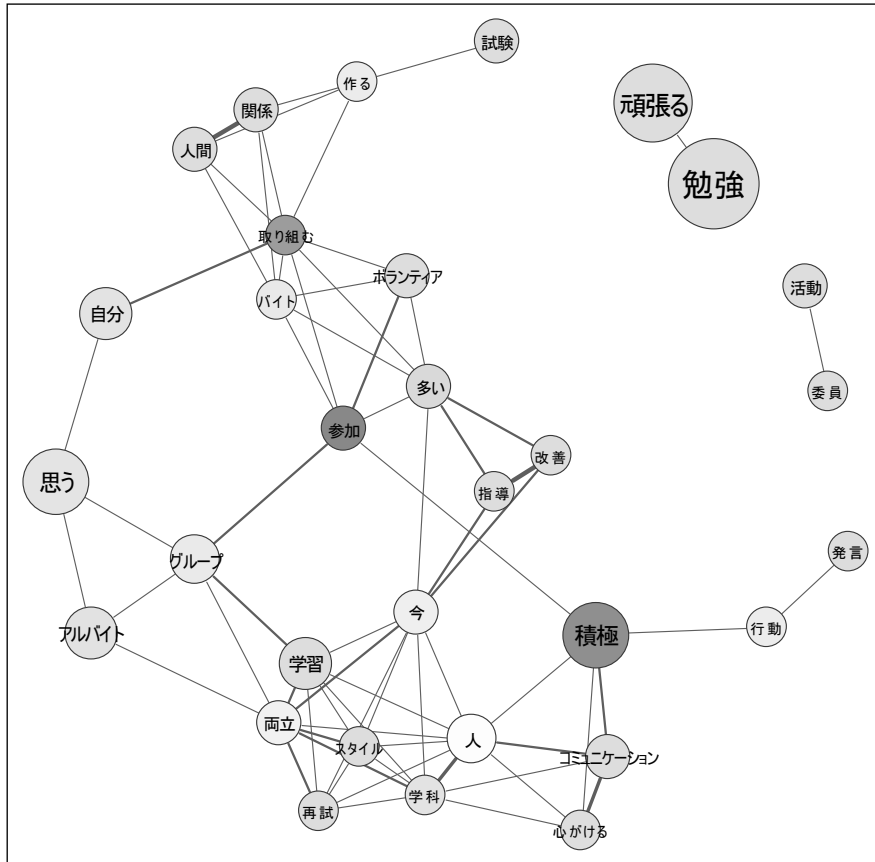 試験
作る
頑張る
関係
人間
勉強
取り組む
ボランティア
活動
バイト
自分
多い
委員
参加
改善
思う
指導
発言
グループ
今
行動
アルバイト
積極
学習
両立
人
スタイル
コミュニケーション
学科
再試
心がける